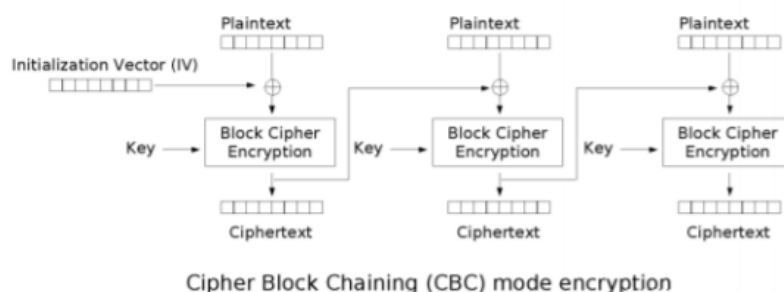 Plaintext Plaintext Plaintext
Initialization Vector (IV)
Key Block Cipher Encryption Key Block Cipher Encryption Key Block Cipher Encryption
Ciphertext Ciphertext Ciphertext
Cipher Block Chaining (CBC) mode encryption